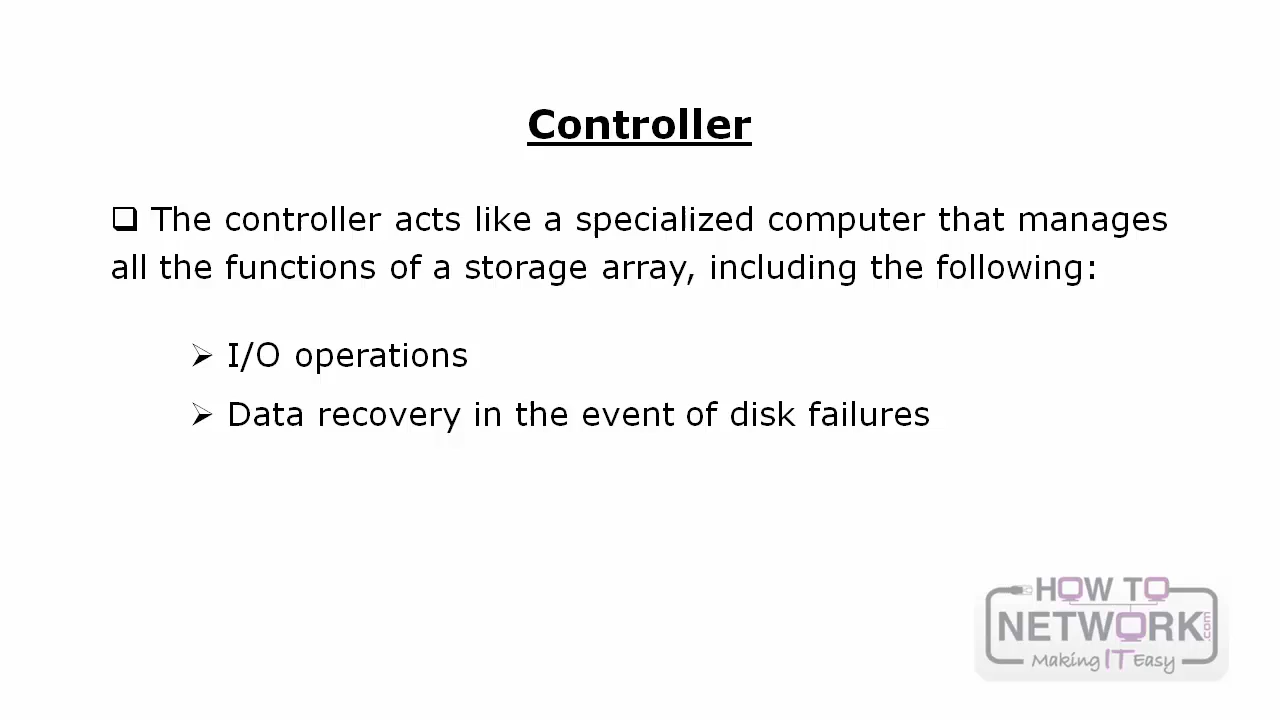 Controller
❑ The controller acts like a specialized computer that manages
all the functions of a storage array, including the following:
➢ I/O operations
➢ Data recovery in the event of disk failures
HOW TO
NETWORK.com
Making IT Easy